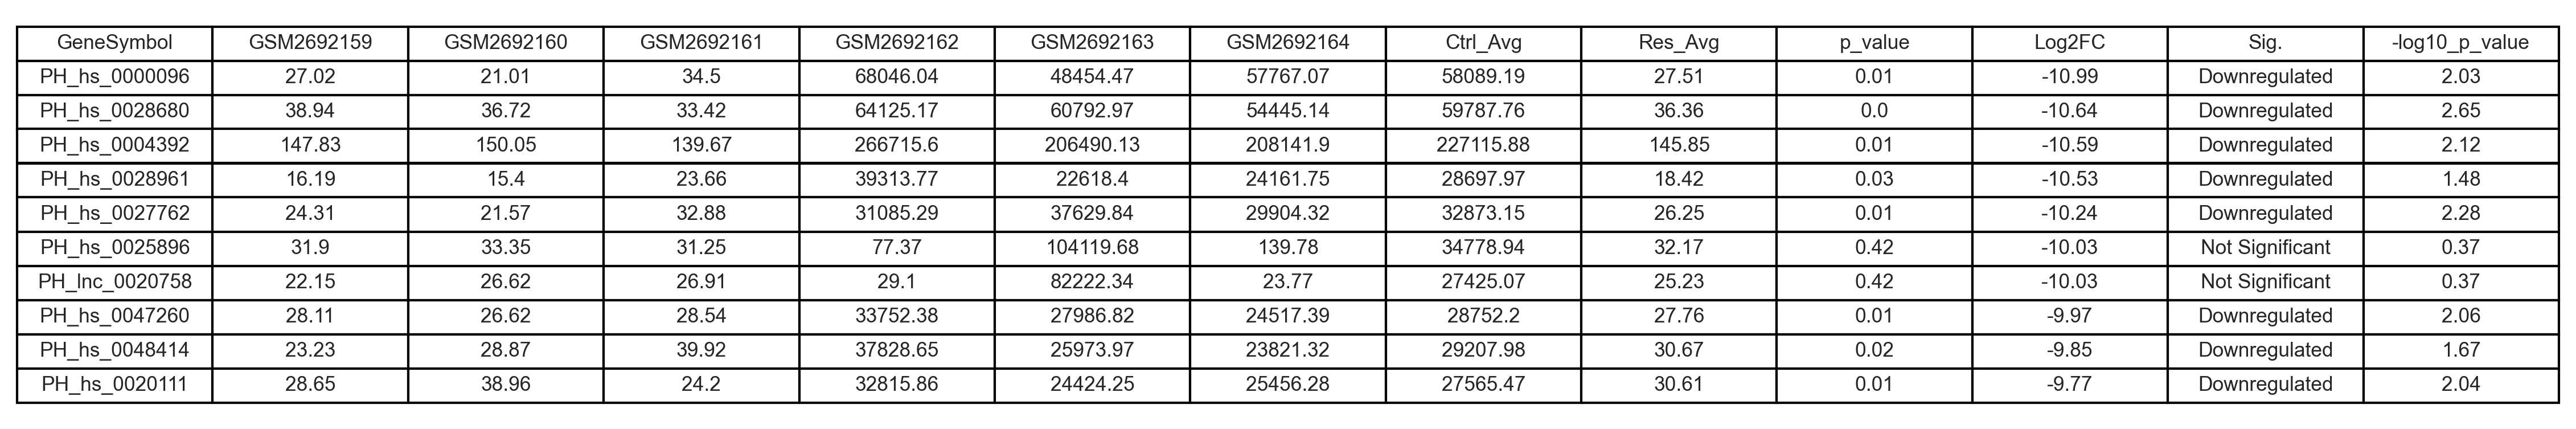 GeneSymbol GSM2692159 GSM2692160 GSM2692161 GSM2692162 GSM2692163 GSM2692164 Ctrl_Avg Res_Avg p_value Log2FC Sig. -log10_p_value
PH_hs_0000096 27.02 21.01 34.5 68046.04 48454.47 57767.07 58089.19 27.51 0.01 -10.99 Downregulated 2.03
PH_hs_0028680 38.94 36.72 33.42 64125.17 60792.97 54445.14 59787.76 36.36 0.0 -10.64 Downregulated 2.65
PH_hs_0004392 147.83 150.05 139.67 266715.6 206490.13 208141.9 227115.88 145.85 0.01 -10.59 Downregulated 2.12
PH_hs_0028961 16.19 15.4 23.66 39313.77 22618.4 24161.75 28697.97 18.42 0.03 -10.53 Downregulated 1.48
PH_hs_0027762 24.31 21.57 32.88 31085.29 37629.84 29904.32 32873.15 26.25 0.01 -10.24 Downregulated 2.28
PH_hs_0025896 31.9 33.35 31.25 77.37 104119.68 139.78 34778.94 32.17 0.42 -10.03 Not Significant 0.37
PH_lnc_0020758 22.15 26.62 26.91 29.1 82222.34 23.77 27425.07 25.23 0.42 -10.03 Not Significant 0.37
PH_hs_0047260 28.11 26.62 28.54 33752.38 27986.82 24517.39 28752.2 27.76 0.01 -9.97 Downregulated 2.06
PH_hs_0048414 23.23 28.87 39.92 37828.65 25973.97 23821.32 29207.98 30.67 0.02 -9.85 Downregulated 1.67
PH_hs_0020111 28.65 38.96 24.2 32815.86 24424.25 25456.28 27565.47 30.61 0.01 -9.77 Downregulated 2.04